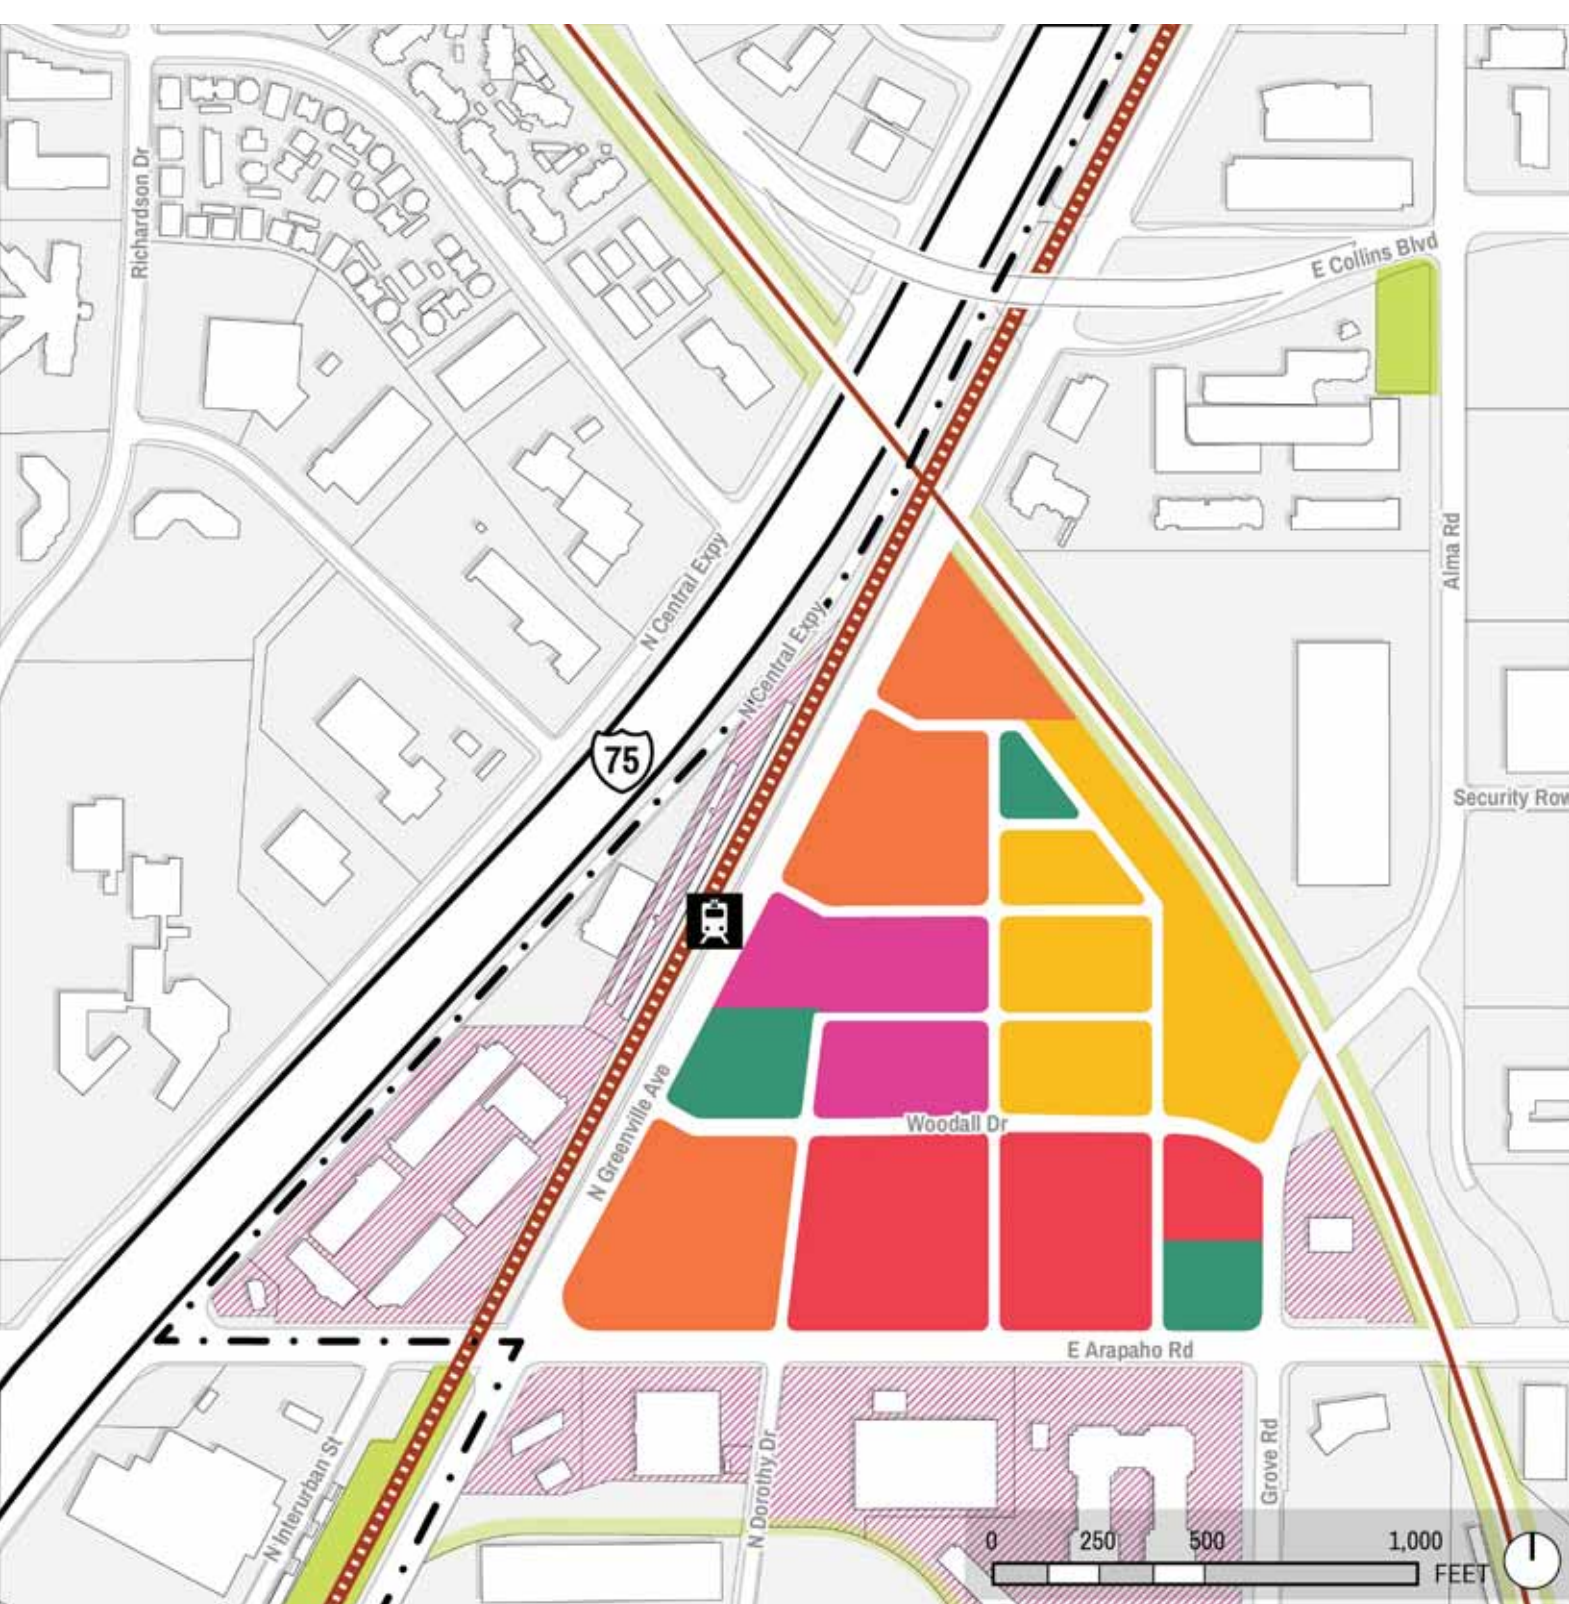 Richardson Dr
E Collins Blvd
Alma Rd
N Central Expy
N Central Expy
75
Security Row
N Greenville Ave
Woodall Dr
E Arapaho Rd
N Interurban St
N Dorothy Dr
Grove Rd
0 250 500 1,000
FEET